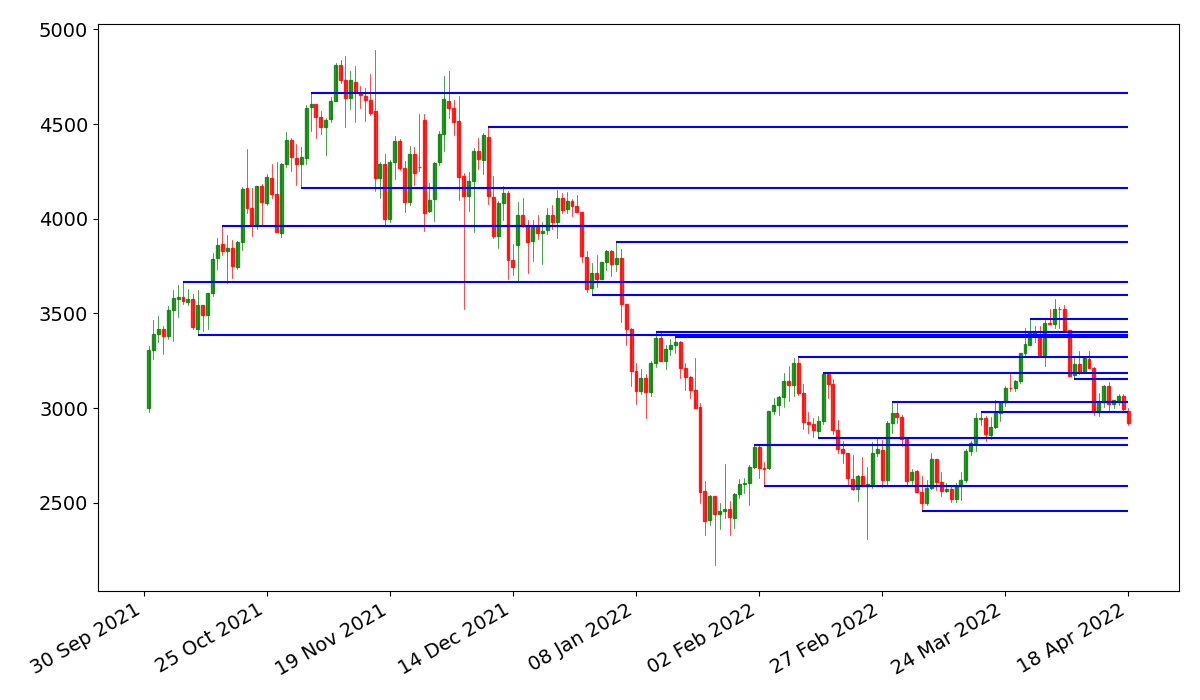 5000
4500
4000
3500
3000
2500
30 Sep 2021
25 Oct 2021
19 Nov 2021
14 Dec 2021
08 Jan 2022
02 Feb 2022
27 Feb 2022
24 Mar 2022
18 Apr 2022